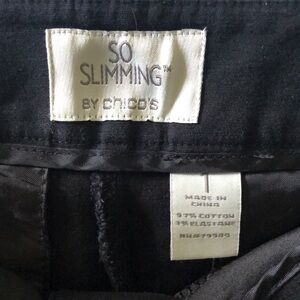 SO
SLIMMING™
BY chico's
1
MADE IN
CHINA
97% COTTON
3% ELASTANE